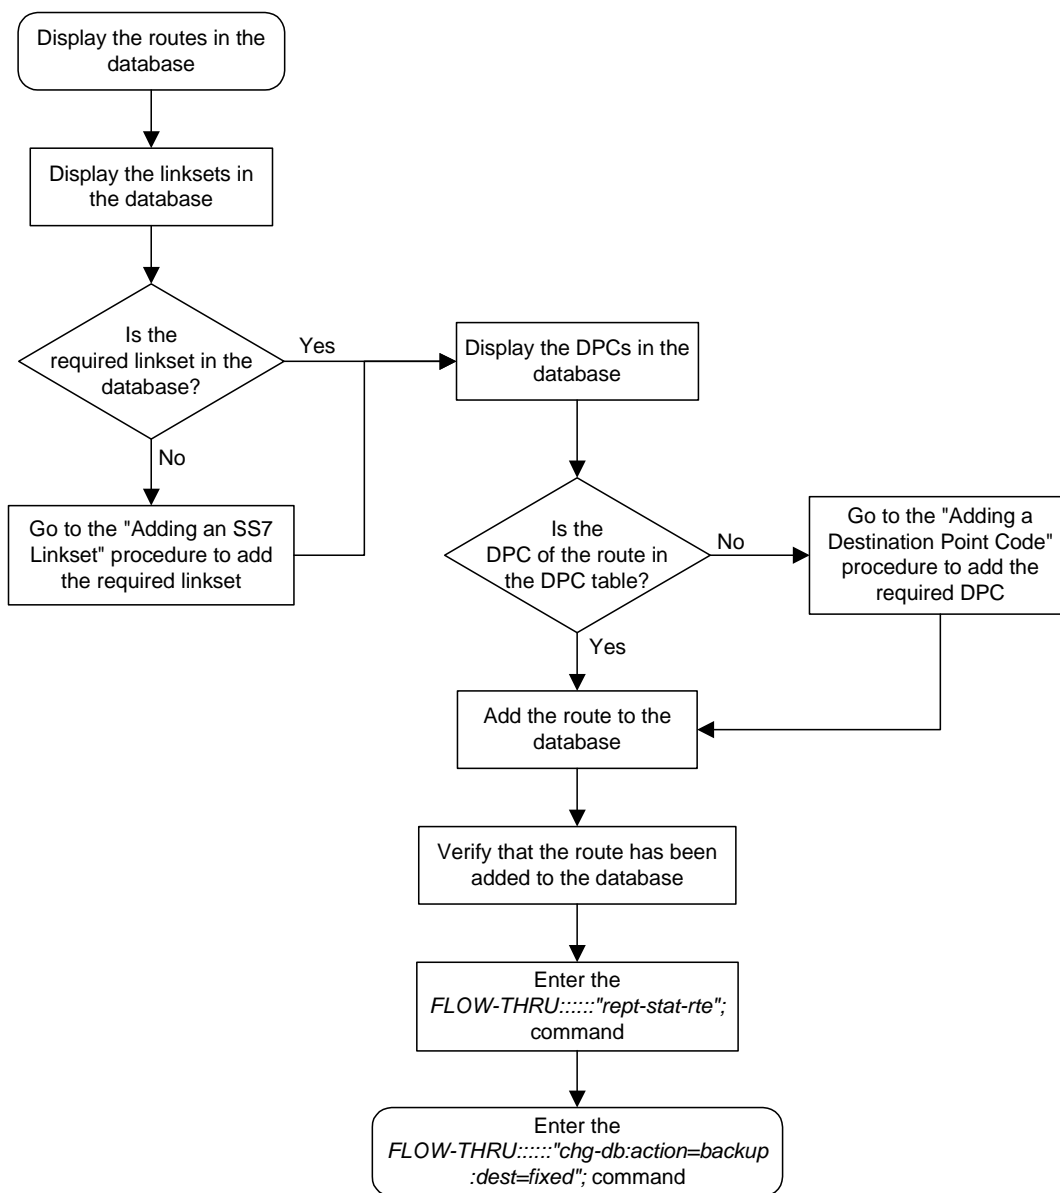 Display the routes in the
database
Display the linksets in
the database
Is the
required linkset in the
database?
Yes
No
Go to the "Adding an SS7
Linkset" procedure to add
the required linkset
Display the DPCs in the
database
Is the
DPC of the route in
the DPC table?
No
Yes
Go to the "Adding a
Destination Point Code"
procedure to add the
required DPC
Add the route to the
database
Verify that the route has been
added to the database
Enter the
FLOW-THRU::::::"rept-stat-rte";
command
Enter the
FLOW-THRU::::::"chg-db:action=backup
:dest=fixed"; command